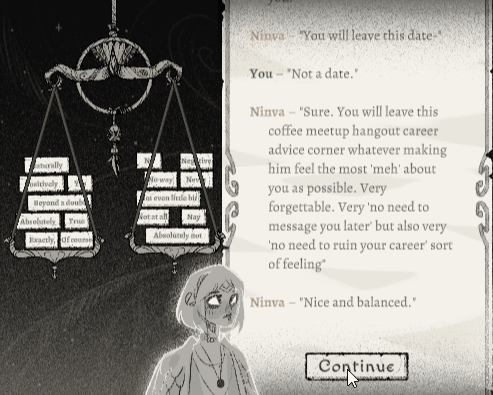 you."
Ninva – "You will leave this date-"
You – "Not a date."
Ninva – "Sure. You will leave this
coffee meetup hangout career
advice corner whatever making
him feel the most 'meh' about
you as possible. Very
forgettable. Very 'no need to
message you later' but also very
'no need to ruin your career' sort
of feeling"
Ninva – "Nice and balanced."
Continue
Naturally
Positively
Beyond a doubt
Absolutely True
Exactly, Of course
No Negative
No way Never
Not even little bit
Not at all Nay
Absolutely not